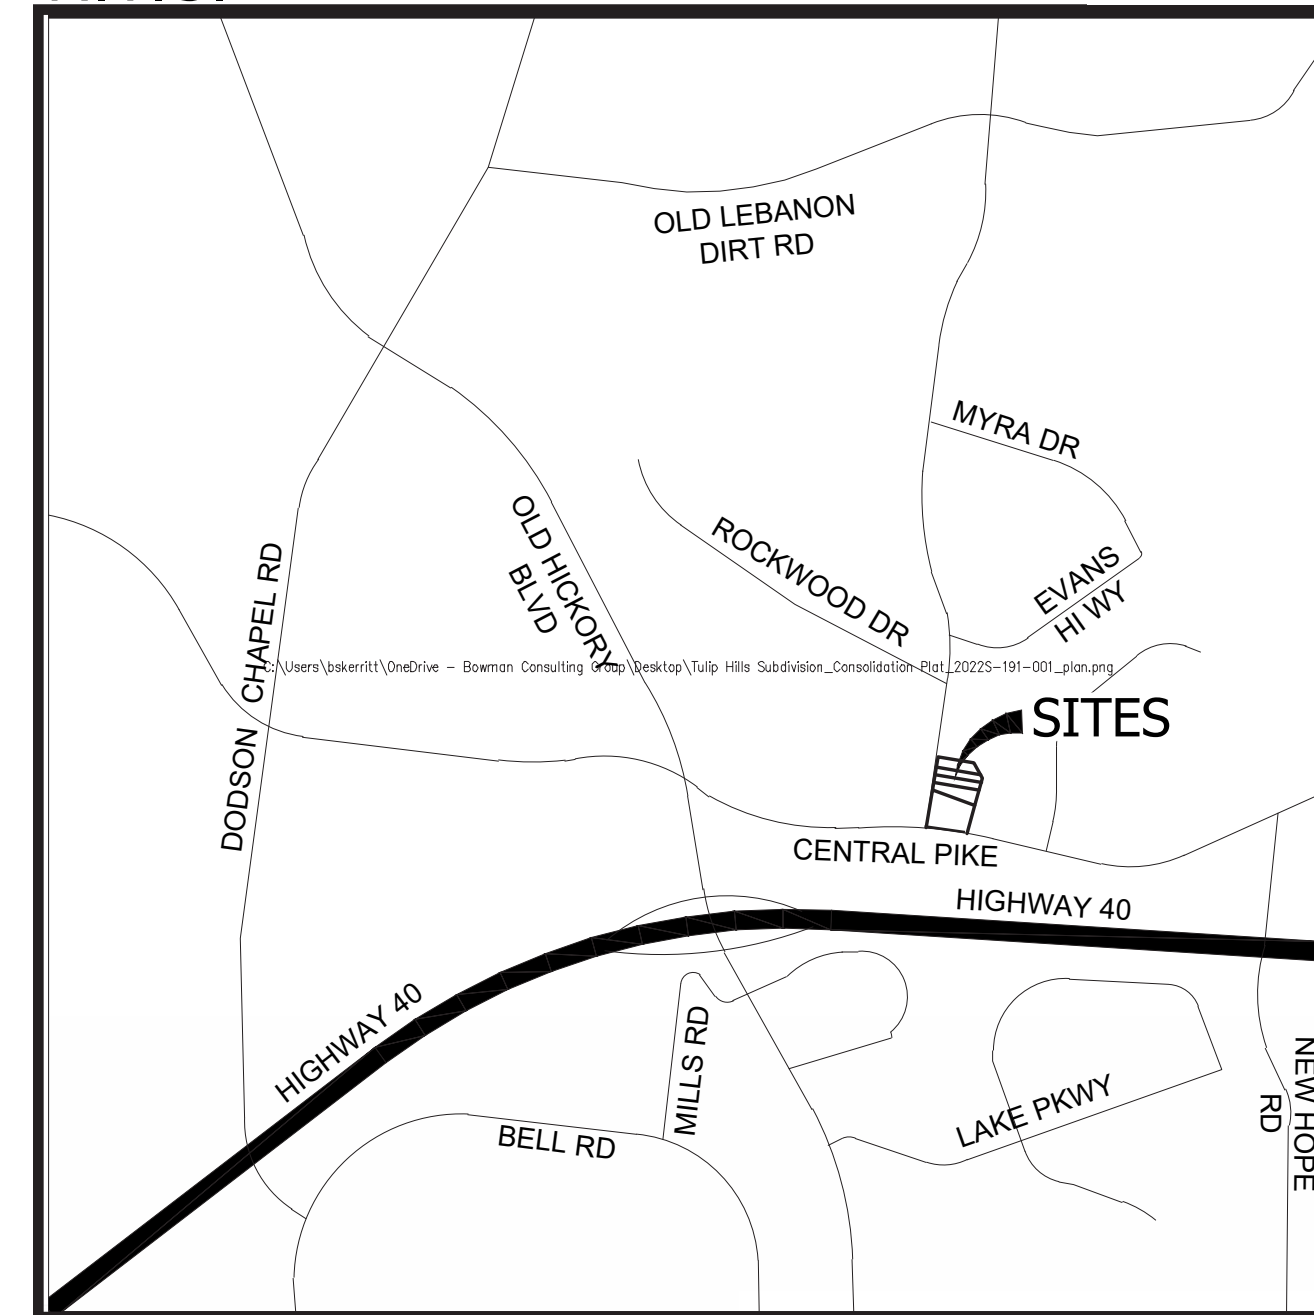 OLD LEBANON
DIRT RD
MYRA DR
ROCKWOOD DR
EVANS
HI WY
OLD HICKORY
BLVD
DODSON CHAPEL RD
C:\Users\bskerritt\OneDrive - Bowman Consulting Group\Desktop\Tulip Hills Subdivision_Consolidation Plat_2022S-191-001_plan.png
SITES
CENTRAL PIKE
HIGHWAY 40
HIGHWAY 40
MILLS RD
BELL RD
LAKE PKWY
NEW HOPE
RD